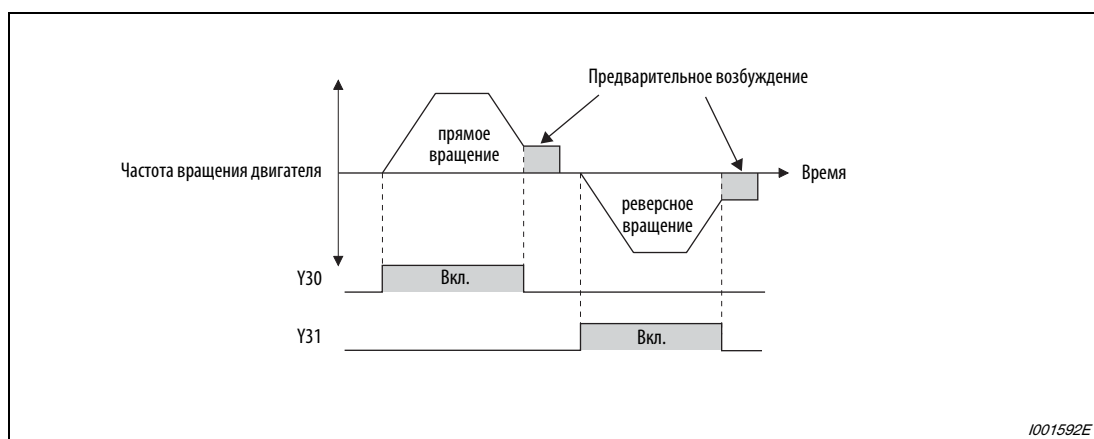 Предварительное возбуждение
прямое
вращение
Частота вращения двигателя
Время
реверсное
вращение
Y30
Вкл.
Y31
Вкл.
I001592E